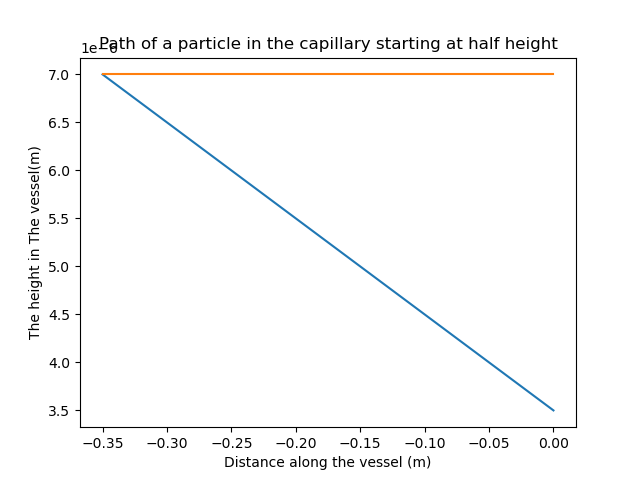 Path of a particle in the capillary starting at half height
1e−6
7.0
6.5
6.0
5.5
5.0
4.5
4.0
3.5
The height in The vessel(m)
−0.35 −0.30 −0.25 −0.20 −0.15 −0.10 −0.05 0.00
Distance along the vessel (m)